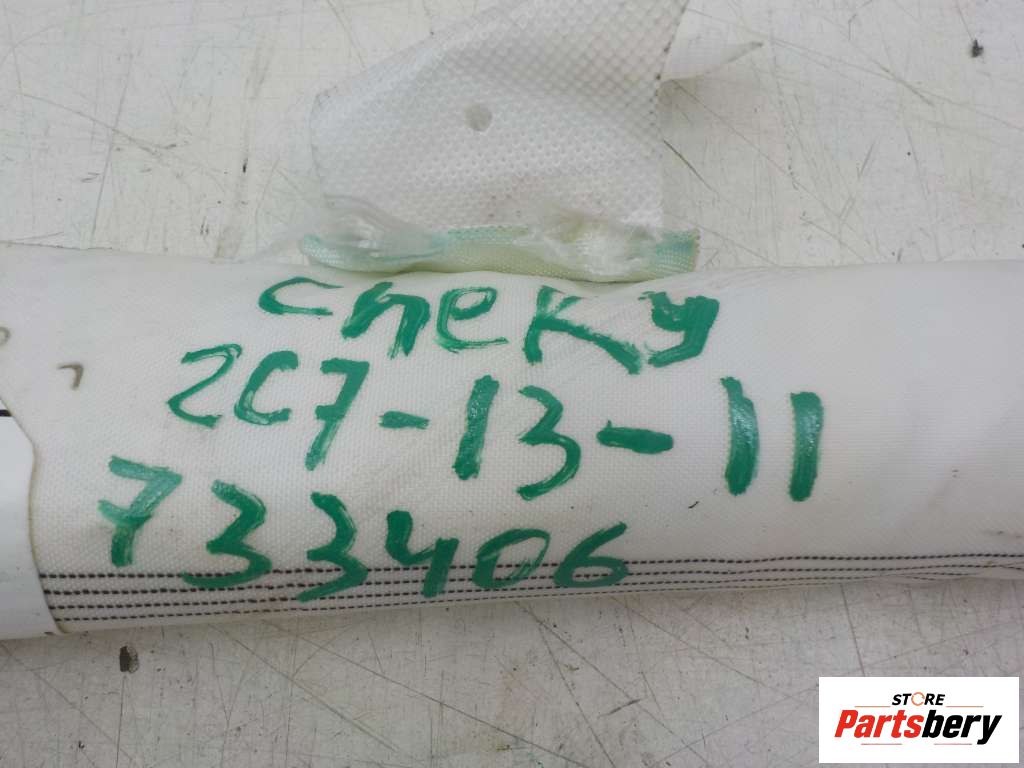 cheky
2C7-13-11
733406
STORE
Partsbery